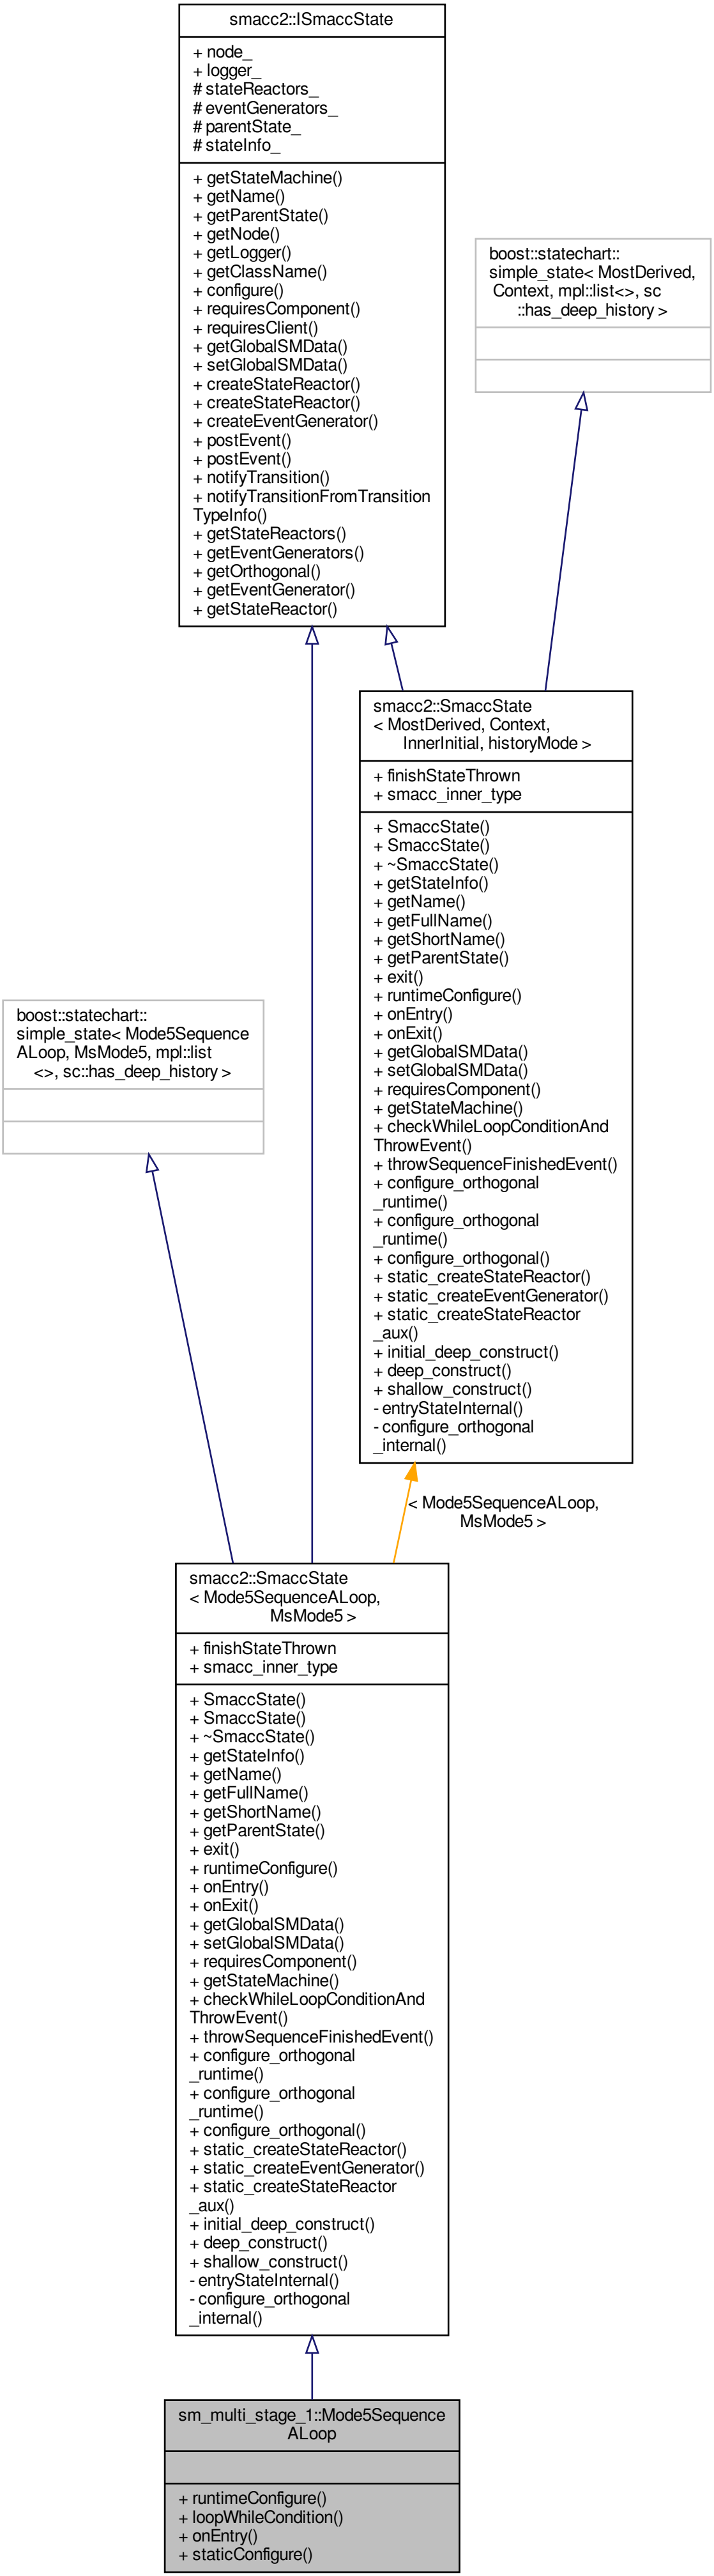 smacc2::ISmaccState
+ node_
+ logger_
# stateReactors_
# eventGenerators_
# parentState_
# stateInfo_
+ getStateMachine()
+ getName()
+ getParentState()
+ getNode()
+ getLogger()
+ getClassName()
+ configure()
+ requiresComponent()
+ requiresClient()
+ getGlobalSMData()
+ setGlobalSMData()
+ createStateReactor()
+ createStateReactor()
+ createEventGenerator()
+ postEvent()
+ postEvent()
+ notifyTransition()
+ notifyTransitionFromTransition
TypeInfo()
+ getStateReactors()
+ getEventGenerators()
+ getOrthogonal()
+ getEventGenerator()
+ getStateReactor()
boost::statechart::
simple_state< MostDerived,
Context, mpl::list<>, sc
::has_deep_history >
smacc2::SmaccState
< MostDerived, Context,
InnerInitial, historyMode >
+ finishStateThrown
+ smacc_inner_type
+ SmaccState()
+ SmaccState()
+ ~SmaccState()
+ getStateInfo()
+ getName()
+ getFullName()
+ getShortName()
+ getParentState()
+ exit()
+ runtimeConfigure()
+ onEntry()
+ onExit()
+ getGlobalSMData()
+ setGlobalSMData()
+ requiresComponent()
+ getStateMachine()
+ checkWhileLoopConditionAnd
ThrowEvent()
+ throwSequenceFinishedEvent()
+ configure_orthogonal
_runtime()
+ configure_orthogonal
_runtime()
+ configure_orthogonal()
+ static_createStateReactor()
+ static_createEventGenerator()
+ static_createStateReactor
_aux()
+ initial_deep_construct()
+ deep_construct()
+ shallow_construct()
- entryStateInternal()
- configure_orthogonal
_internal()
boost::statechart::
simple_state< Mode5Sequence
ALoop, MsMode5, mpl::list
<>, sc::has_deep_history >
< Mode5SequenceALoop,
MsMode5 >
smacc2::SmaccState
< Mode5SequenceALoop,
MsMode5 >
+ finishStateThrown
+ smacc_inner_type
+ SmaccState()
+ SmaccState()
+ ~SmaccState()
+ getStateInfo()
+ getName()
+ getFullName()
+ getShortName()
+ getParentState()
+ exit()
+ runtimeConfigure()
+ onEntry()
+ onExit()
+ getGlobalSMData()
+ setGlobalSMData()
+ requiresComponent()
+ getStateMachine()
+ checkWhileLoopConditionAnd
ThrowEvent()
+ throwSequenceFinishedEvent()
+ configure_orthogonal
_runtime()
+ configure_orthogonal
_runtime()
+ configure_orthogonal()
+ static_createStateReactor()
+ static_createEventGenerator()
+ static_createStateReactor
_aux()
+ initial_deep_construct()
+ deep_construct()
+ shallow_construct()
- entryStateInternal()
- configure_orthogonal
_internal()
sm_multi_stage_1::Mode5Sequence
ALoop
+ runtimeConfigure()
+ loopWhileCondition()
+ onEntry()
+ staticConfigure()